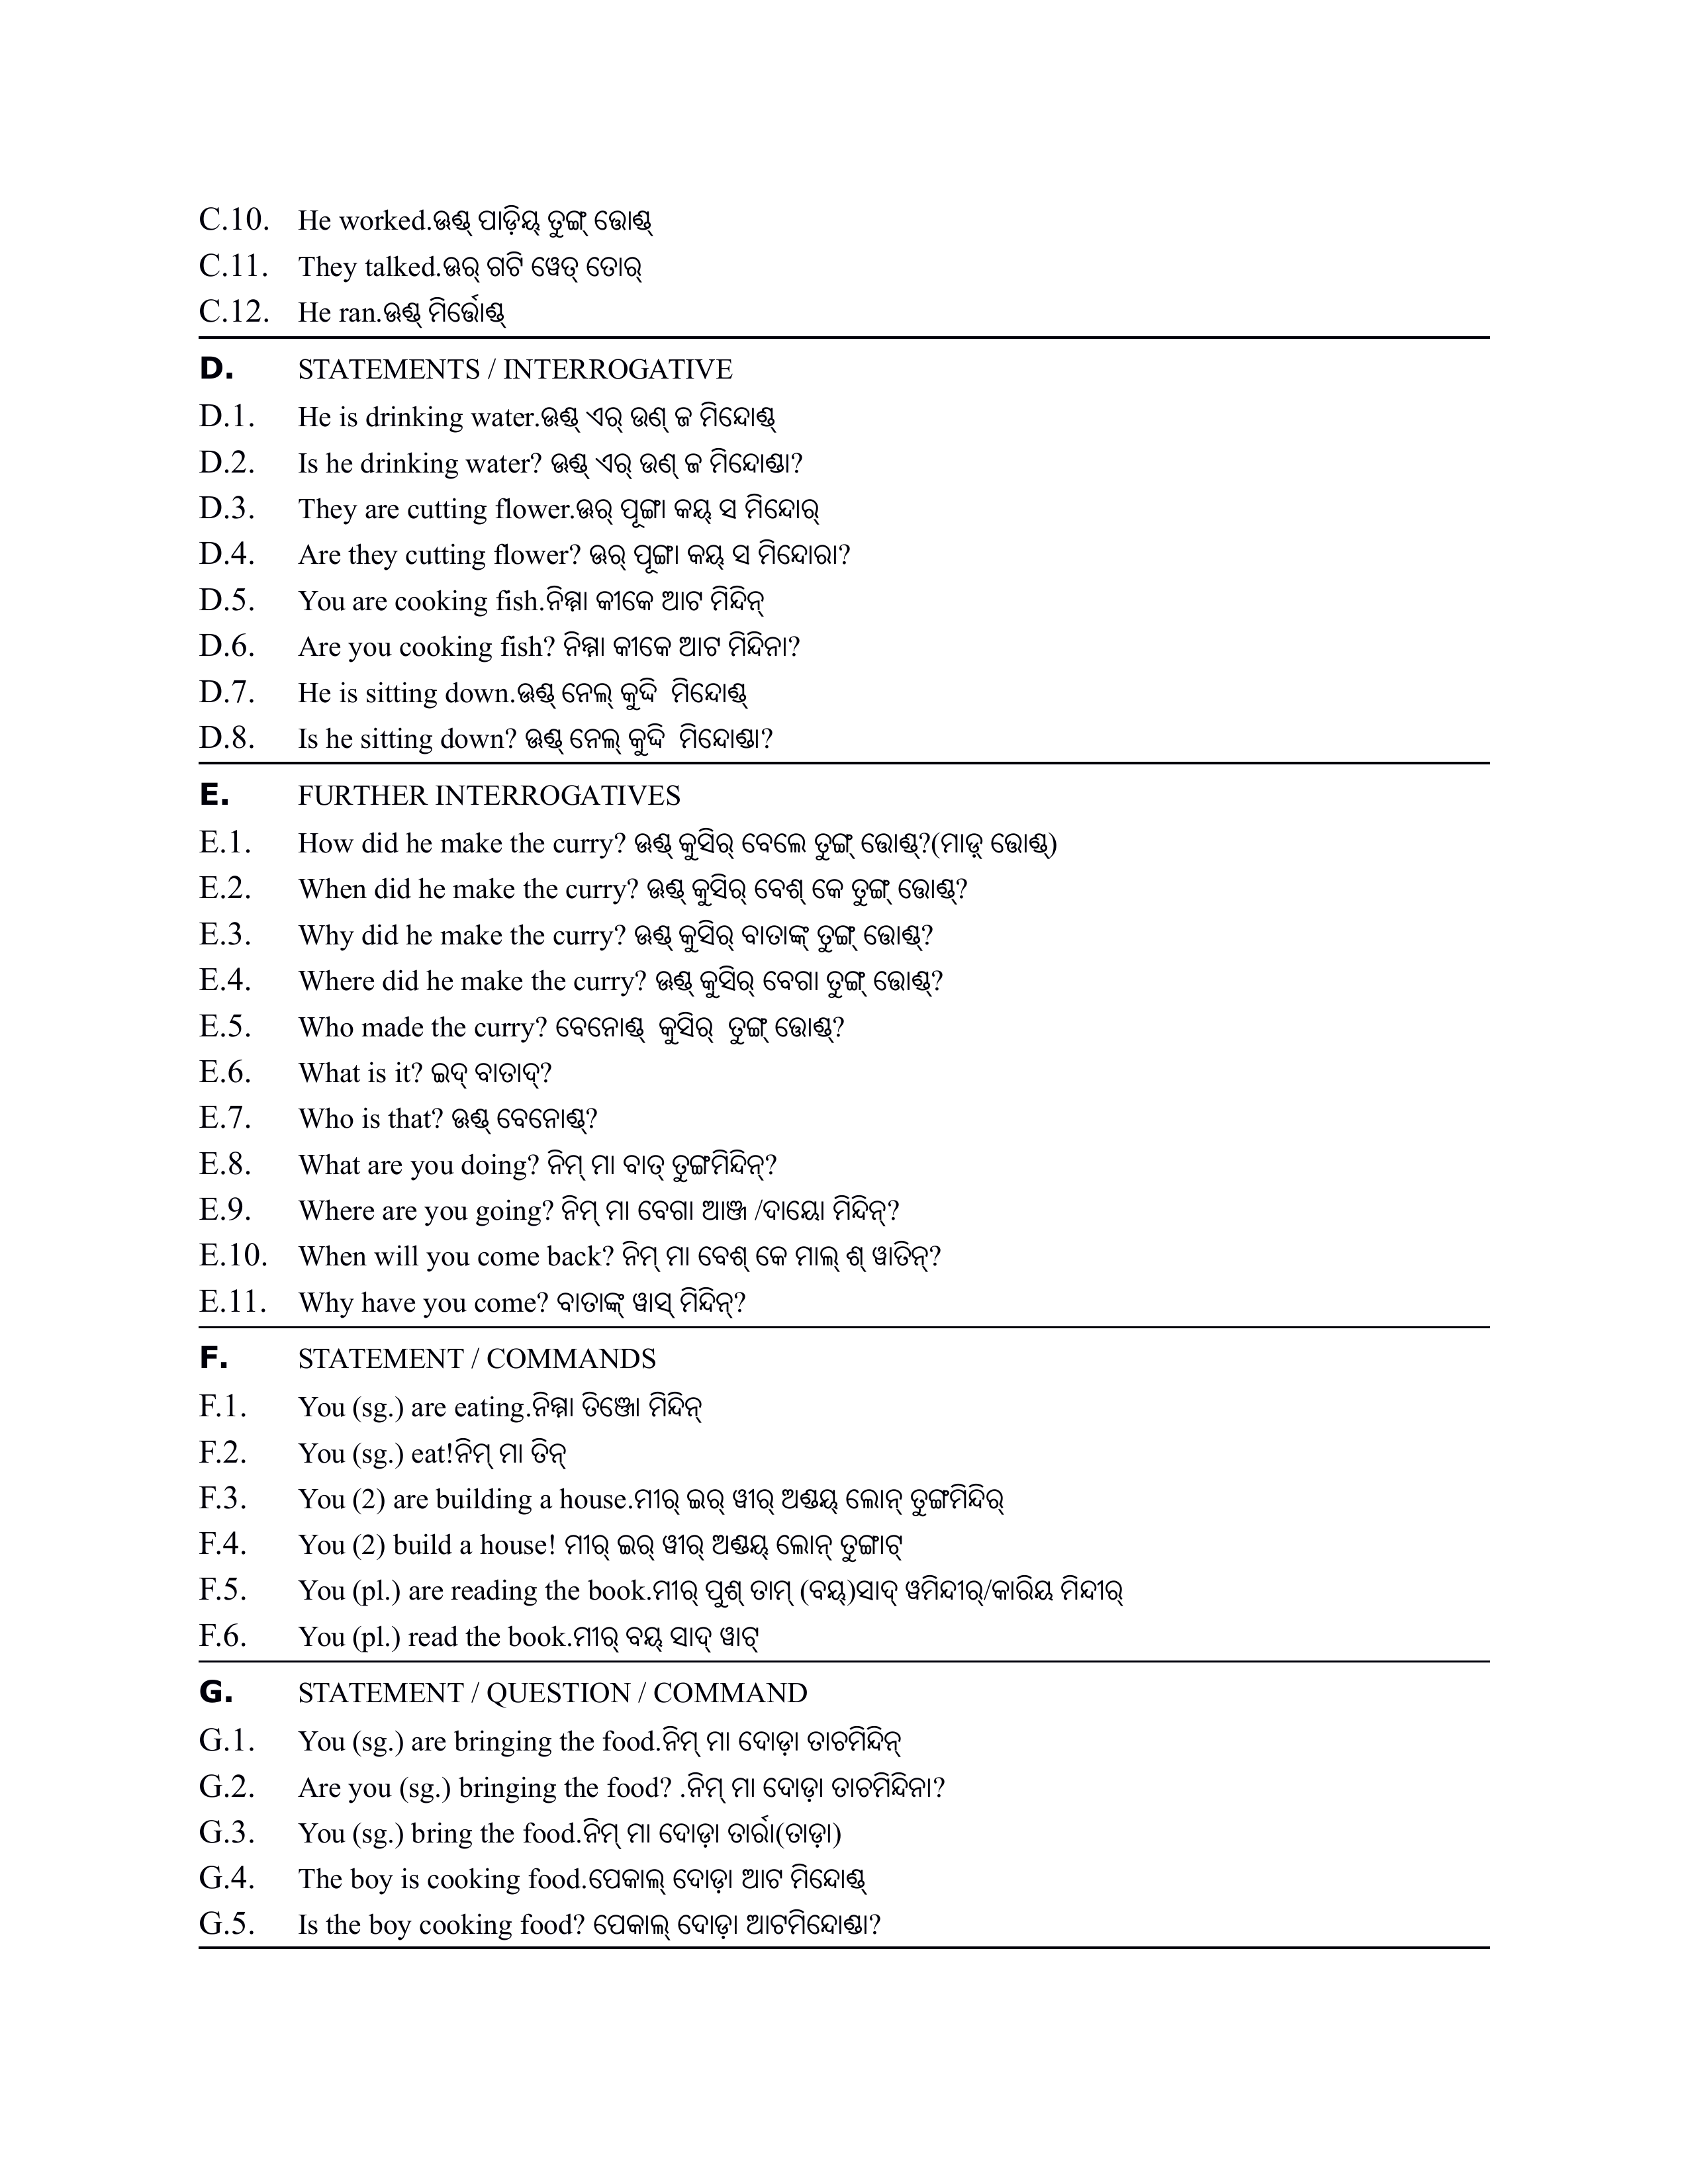 C.10. He worked.ଊଣ୍ଡ୍ ପାଡ଼ିୟ୍ ତୁଙ୍ଗ୍ ତ୍ତୋଣ୍ଡ୍
C.11. They talked.ଊର୍ ଗଟି ୱେତ୍ ତୋର୍
C.12. He ran.ଊଣ୍ଡ୍ ମିର୍ତ୍ତୋଣ୍ଡ୍
D. STATEMENTS / INTERROGATIVE
D.1. He is drinking water.ଊଣ୍ଡ୍ ଏର୍ ଉଣ୍ ଜ ମିନ୍ଦୋଣ୍ଡ୍
D.2. Is he drinking water? ଊଣ୍ଡ୍ ଏର୍ ଉଣ୍ ଜ ମିନ୍ଦୋଣ୍ଡା?
D.3. They are cutting flower.ଊର୍ ପୂଙ୍ଗା କୟ୍ ସ ମିନ୍ଦୋର୍
D.4. Are they cutting flower? ଊର୍ ପୂଙ୍ଗା କୟ୍ ସ ମିନ୍ଦୋରା?
D.5. You are cooking fish.ନିମ୍ମା କୀକେ ଆଟ ମିନ୍ଦିନ୍
D.6. Are you cooking fish? ନିମ୍ମା କୀକେ ଆଟ ମିନ୍ଦିନା?
D.7. He is sitting down.ଊଣ୍ଡ୍ ନେଲ୍ କୁଦ୍ଦି ମିନ୍ଦୋଣ୍ଡ୍
D.8. Is he sitting down? ଊଣ୍ଡ୍ ନେଲ୍ କୁଦ୍ଦି ମିନ୍ଦୋଣ୍ଡା?
E. FURTHER INTERROGATIVES
E.1. How did he make the curry? ଊଣ୍ଡ୍ କୁସିର୍ ବେଲେ ତୁଙ୍ଗ୍ ତ୍ତୋଣ୍ଡ୍?(ମାଡ଼୍ ତ୍ତୋଣ୍ଡ୍)
E.2. When did he make the curry? ଊଣ୍ଡ୍ କୁସିର୍ ବେଶ୍ କେ ତୁଙ୍ଗ୍ ତ୍ତୋଣ୍ଡ୍?
E.3. Why did he make the curry? ଊଣ୍ଡ୍ କୁସିର୍ ବାତାଙ୍କ୍ ତୁଙ୍ଗ୍ ତ୍ତୋଣ୍ଡ୍?
E.4. Where did he make the curry? ଊଣ୍ଡ୍ କୁସିର୍ ବେଗା ତୁଙ୍ଗ୍ ତ୍ତୋଣ୍ଡ୍?
E.5. Who made the curry? ବେନୋଣ୍ଡ୍ କୁସିର୍ ତୁଙ୍ଗ୍ ତ୍ତୋଣ୍ଡ୍?
E.6. What is it? ଇଦ୍ ବାତାଦ୍?
E.7. Who is that? ଊଣ୍ଡ୍ ବେନୋଣ୍ଡ୍?
E.8. What are you doing? ନିମ୍ ମା ବାତ୍ ତୁଙ୍ଗମିନ୍ଦିନ୍?
E.9. Where are you going? ନିମ୍ ମା ବେଗା ଆଞ୍ଜ /ଦାୟୋ ମିନ୍ଦିନ୍?
E.10. When will you come back? ନିମ୍ ମା ବେଶ୍ କେ ମାଲ୍ ଶ୍ ୱାତିନ୍?
E.11. Why have you come? ବାତାଙ୍କ୍ ୱାସ୍ ମିନ୍ଦିନ୍?
F. STATEMENT / COMMANDS
F.1. You (sg.) are eating.ନିମ୍ମା ତିଞ୍ଜୋ ମିନ୍ଦିନ୍
F.2. You (sg.) eat!ନିମ୍ ମା ତିନ୍
F.3. You (2) are building a house.ମୀର୍ ଇର୍ ୱୀର୍ ଅଣ୍ଡୟ୍ ଲୋନ୍ ତୁଙ୍ଗମିନ୍ଦିର୍
F.4. You (2) build a house! ମୀର୍ ଇର୍ ୱୀର୍ ଅଣ୍ଡୟ୍ ଲୋନ୍ ତୁଙ୍ଗାଟ୍
F.5. You (pl.) are reading the book.ମୀର୍ ପୁଶ୍ ତାମ୍ (ବୟ୍)ସାଦ୍ ୱମିନ୍ଦୀର୍/କାରିୟ ମିନ୍ଦୀର୍
F.6. You (pl.) read the book.ମୀର୍ ବୟ୍ ସାଦ୍ ୱାଟ୍
G. STATEMENT / QUESTION / COMMAND
G.1. You (sg.) are bringing the food.ନିମ୍ ମା ଦୋଡ଼ା ତାଚମିନ୍ଦିନ୍
G.2. Are you (sg.) bringing the food? .ନିମ୍ ମା ଦୋଡ଼ା ତାଚମିନ୍ଦିନା?
G.3. You (sg.) bring the food.ନିମ୍ ମା ଦୋଡ଼ା ତାର୍ରା(ତାଡ଼ା)
G.4. The boy is cooking food.ପେକାଲ୍ ଦୋଡ଼ା ଆଟ ମିନ୍ଦୋଣ୍ଡ୍
G.5. Is the boy cooking food? ପେକାଲ୍ ଦୋଡ଼ା ଆଟମିନ୍ଦୋଣ୍ଡା?